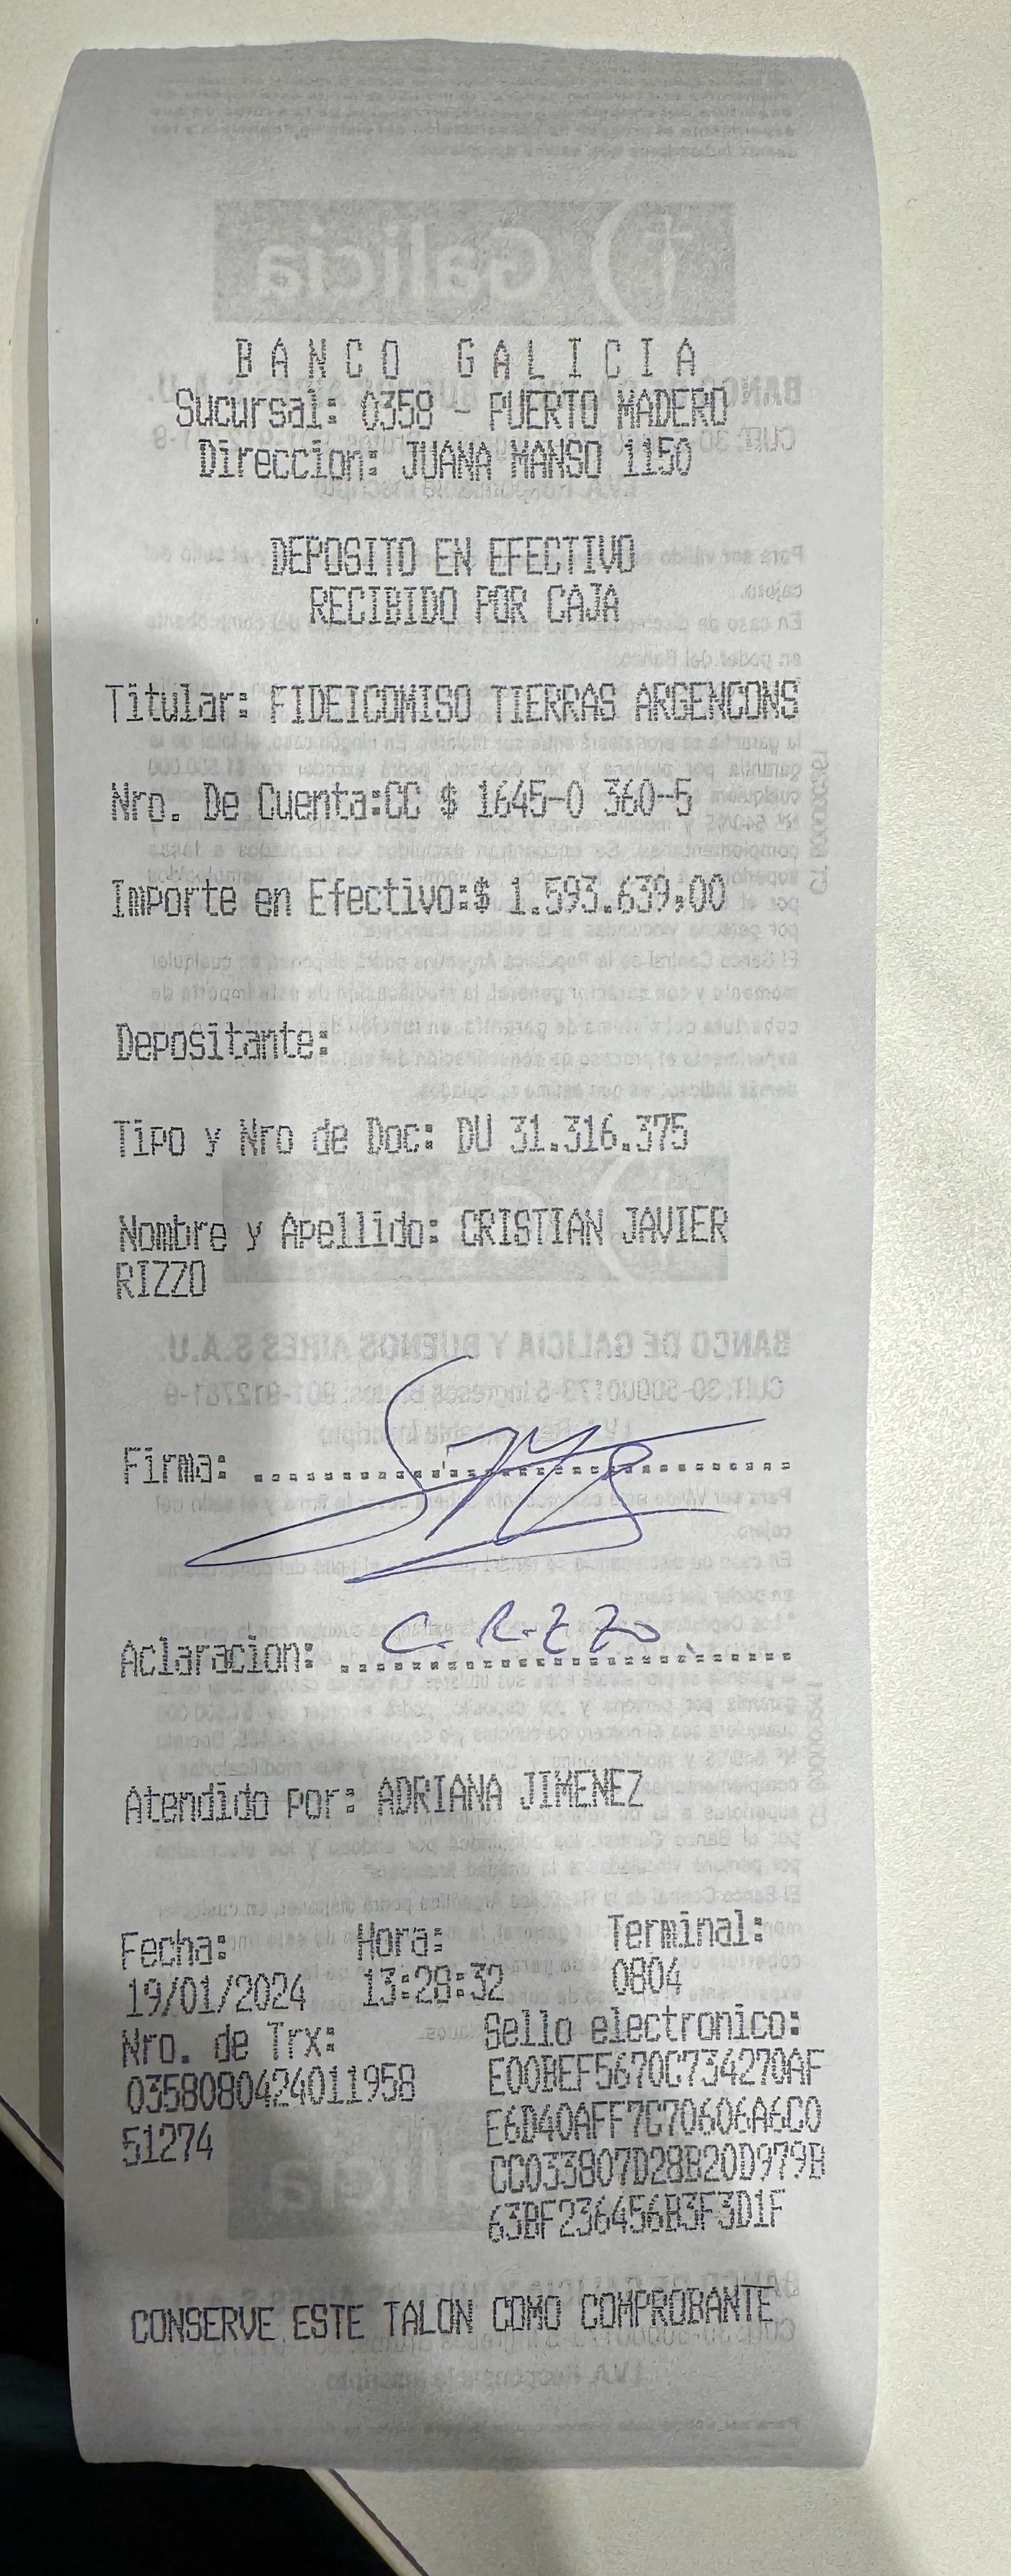 BANCO GALICIA
Sucursal: 0358 - PUERTO MADERO
Direccion: JUANA MANSO 1150
DEPOSITO EN EFECTIVO
RECIBIDO POR CAJA
Titular: FIDEICOMISO TIERRAS ARGENCONS
Nro. De Cuenta:CC $ 1645-0 360-5
Importe en Efectivo:$ 1.593.639,00
Depositante:
Tipo y Nro de Doc: DU 31.316.375
Nombre y Apellido: CRISTIAN JAVIER
RIZZO
Firma:
Aclaracion: C. RIZZO
Atendido por: ADRIANA JIMENEZ
Fecha: Hora: Terminal:
19/01/2024 13:28:32 0804
Nro. de Trx: Sello electronico:
0358080424011958 E00BEF5670C734270AF
51274 E6D40AFF7C70606A6C0
CC033807D28B20D979B
63BF236456B3F3D1F
CONSERVE ESTE TALON COMO COMPROBANTE